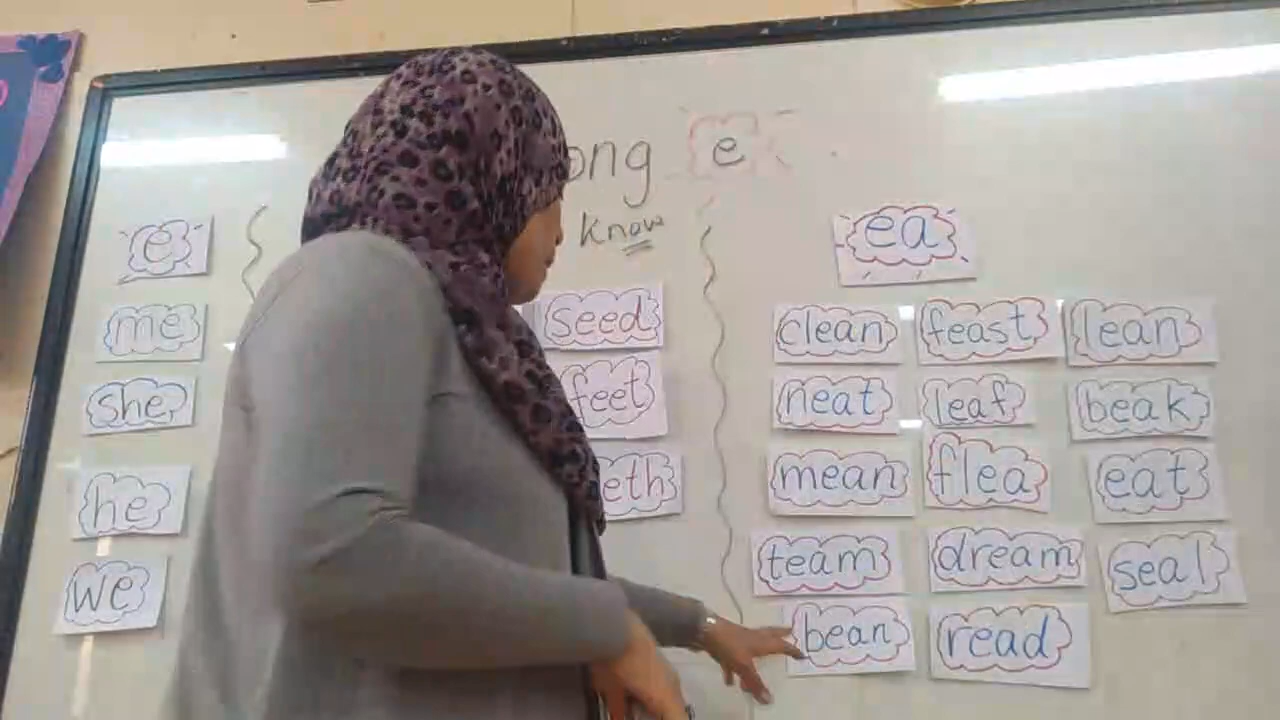 ong e
know
e
me
she
he
we
seed
feet
eth
ea
clean feast lean
neat leaf beak
mean flea eat
team dream seal
bean read